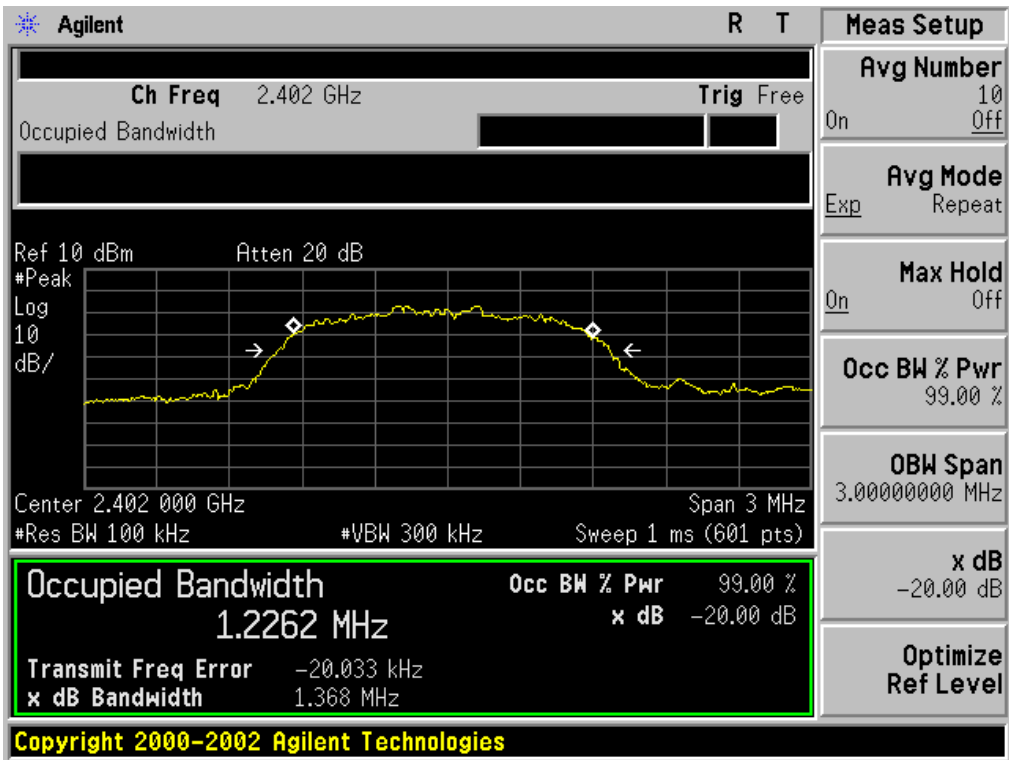 Agilent R T
Ch Freq 2.402 GHz Trig Free
Occupied Bandwidth
Ref 10 dBm Atten 20 dB
#Peak
Log
10
dB/
Center 2.402 000 GHz Span 3 MHz
#Res BW 100 kHz #VBW 300 kHz Sweep 1 ms (601 pts)
Occupied Bandwidth Occ BW % Pwr 99.00 %
1.2262 MHz x dB -20.00 dB
Transmit Freq Error -20.033 kHz
x dB Bandwidth 1.368 MHz
Copyright 2000-2002 Agilent Technologies
Meas Setup
Avg Number
10
On Off
Avg Mode
Exp Repeat
Max Hold
On Off
Occ BW % Pwr
99.00 %
OBW Span
3.00000000 MHz
x dB
-20.00 dB
Optimize
Ref Level